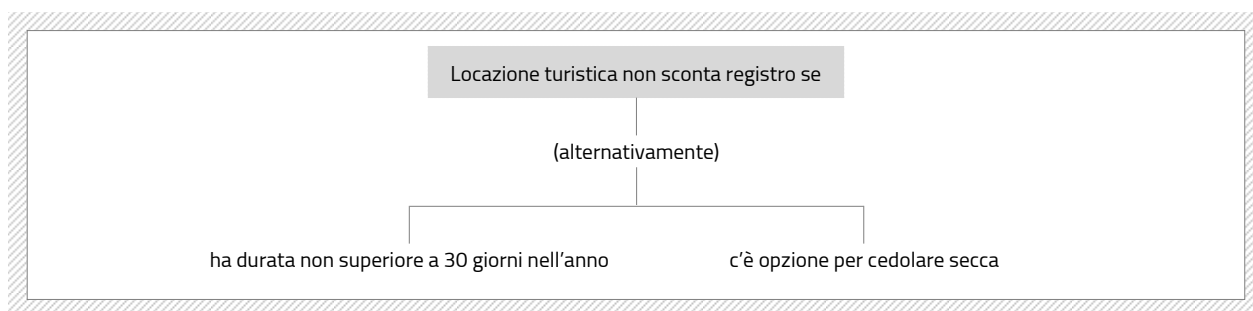 Locazione turistica non sconta registro se
(alternativamente)
ha durata non superiore a 30 giorni nell’anno
c’è opzione per cedolare secca